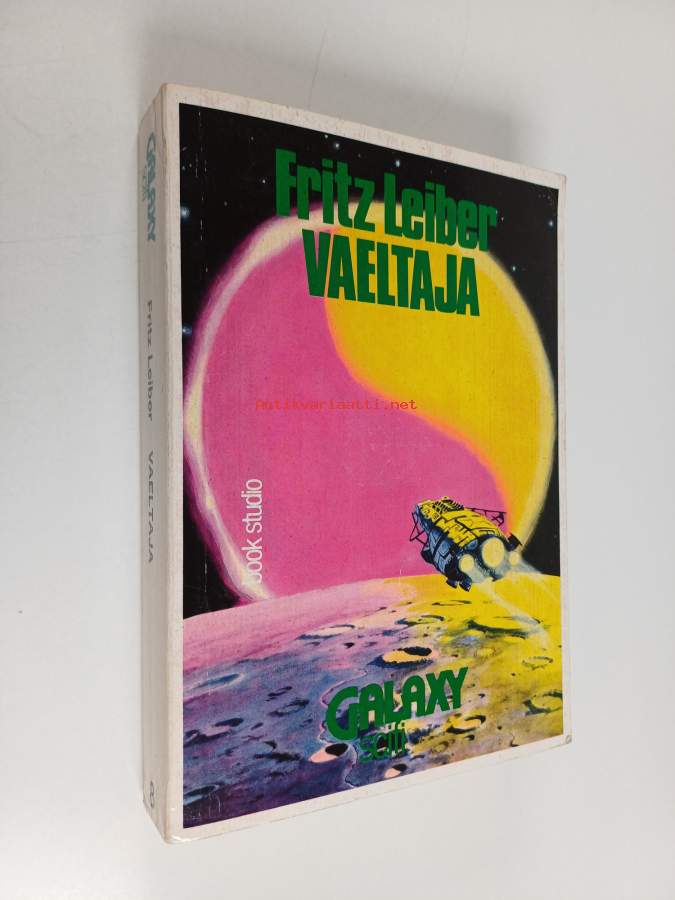 Fritz Leiber
VAELTAJA
Antikvariaatti.net
book studio
GALAXY
scifi
GALAXY
scifi
Fritz Leiber VAELTAJA